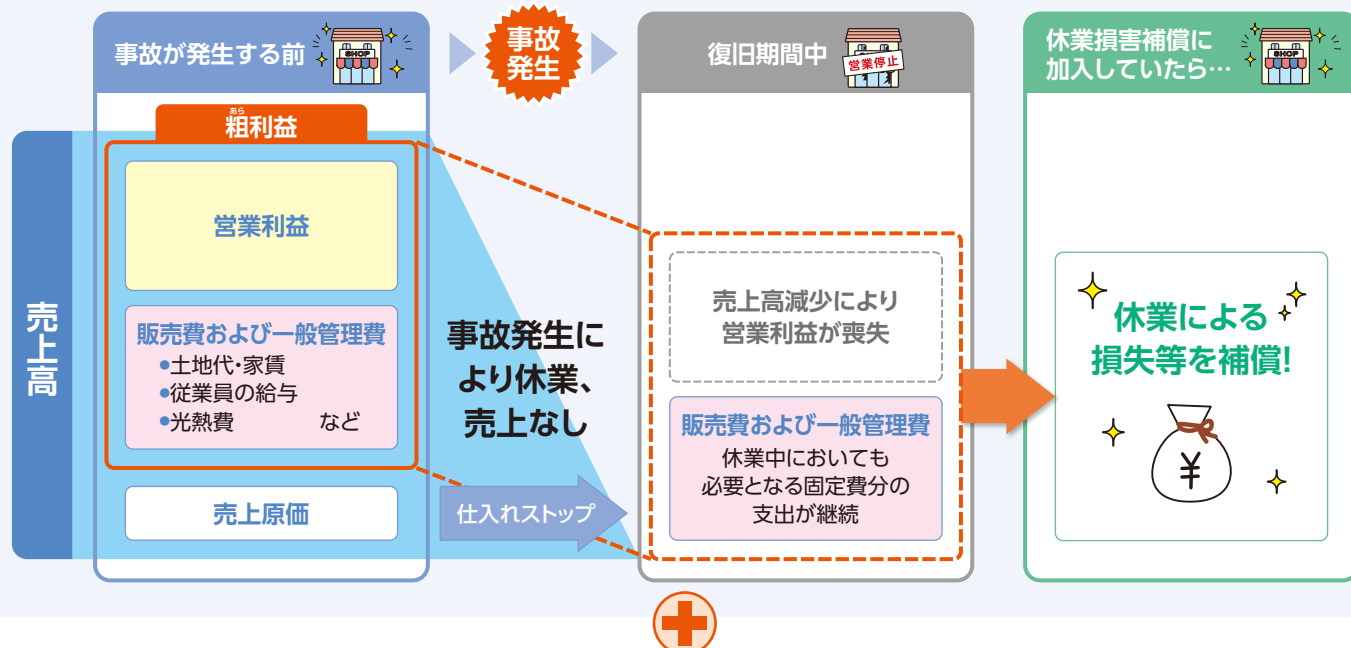 事故が発生する前
SHOP
事故
発生
復旧期間中
営業停止
休業損害補償に
加入していたら…
SHOP
あら
粗利益
売上高
営業利益
販売費および一般管理費
●土地代・家賃
●従業員の給与
●光熱費 など
売上原価
事故発生に
より休業、
売上なし
仕入れストップ
売上高減少により
営業利益が喪失
販売費および一般管理費
休業中においても
必要となる固定費分の
支出が継続
休業による
損失等を補償!
¥